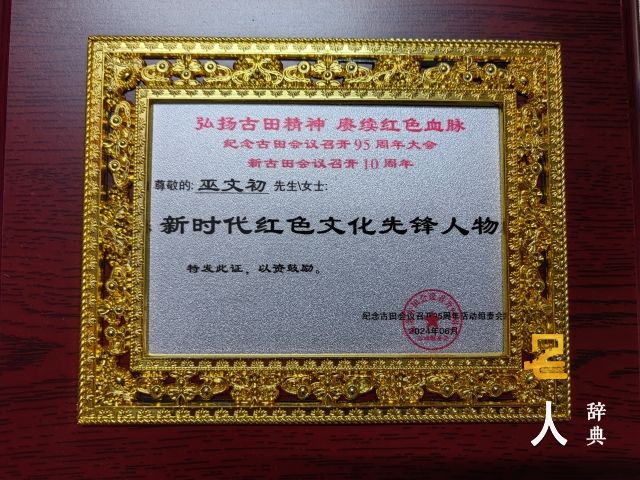 弘扬古田精神 赓续红色血脉
纪念古田会议召开95周年大会
新古田会议召开10周年
尊敬的: 巫文初 先生\女士:
新时代红色文化先锋人物
特发此证，以资鼓励。
纪念古田会议召开95周年活动组委会
2024年06月
人
辞典